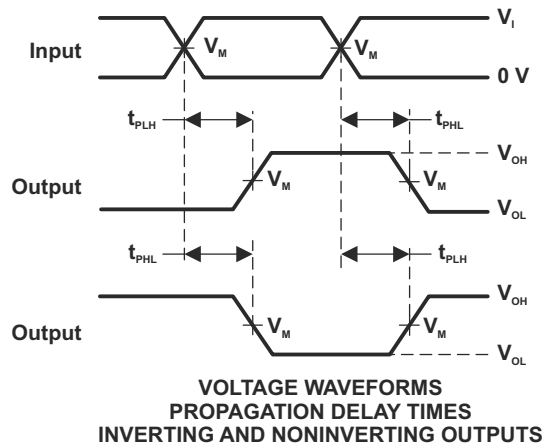 Input
V_M
V_M
V_I
0 V
t_PLH
t_PHL
Output
V_M
V_M
V_OH
V_OL
t_PHL
t_PLH
Output
V_M
V_M
V_OH
V_OL
VOLTAGE WAVEFORMS
PROPAGATION DELAY TIMES
INVERTING AND NONINVERTING OUTPUTS